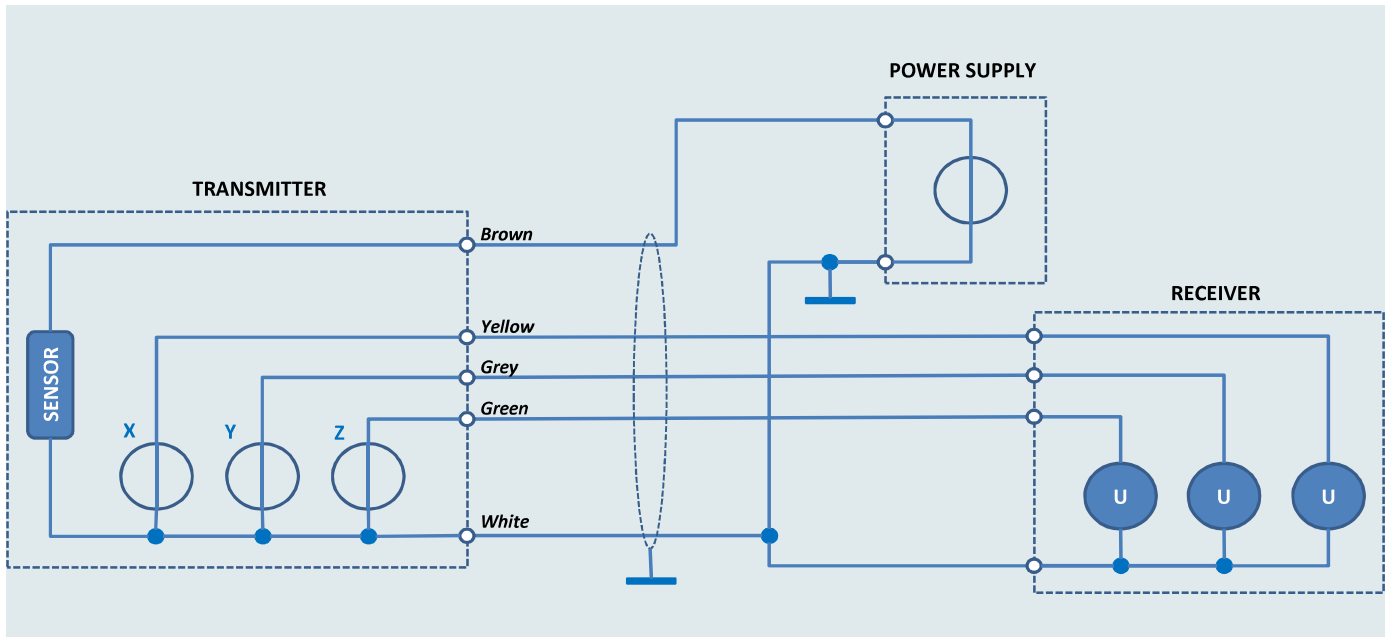 POWER SUPPLY
TRANSMITTER
Brown
RECEIVER
Yellow
Grey
Green
SENSOR
X
Y
Z
U
U
U
White